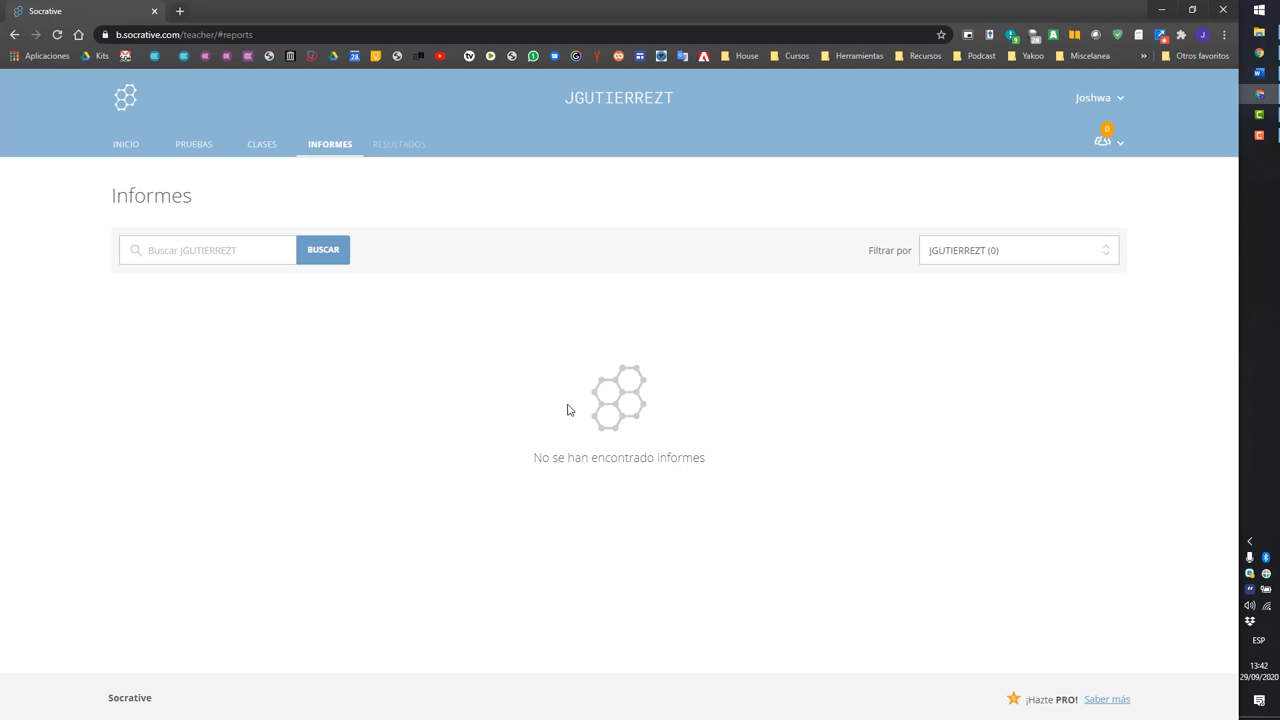 Socrative
b.socrative.com/teacher/#reports
Aplicaciones
Kits
28
House
Cursos
Herramientas
Recursos
Podcast
Yakoo
Miscelanea
»
Otros favoritos
JGUTIERREZT
Joshwa
0
INICIO
PRUEBAS
CLASES
INFORMES
RESULTADOS
Informes
Buscar JGUTIERREZT
BUSCAR
Filtrar por
JGUTIERREZT (0)
No se han encontrado informes
Socrative
¡Hazte PRO! Saber más
ESP
13:42
29/09/2020